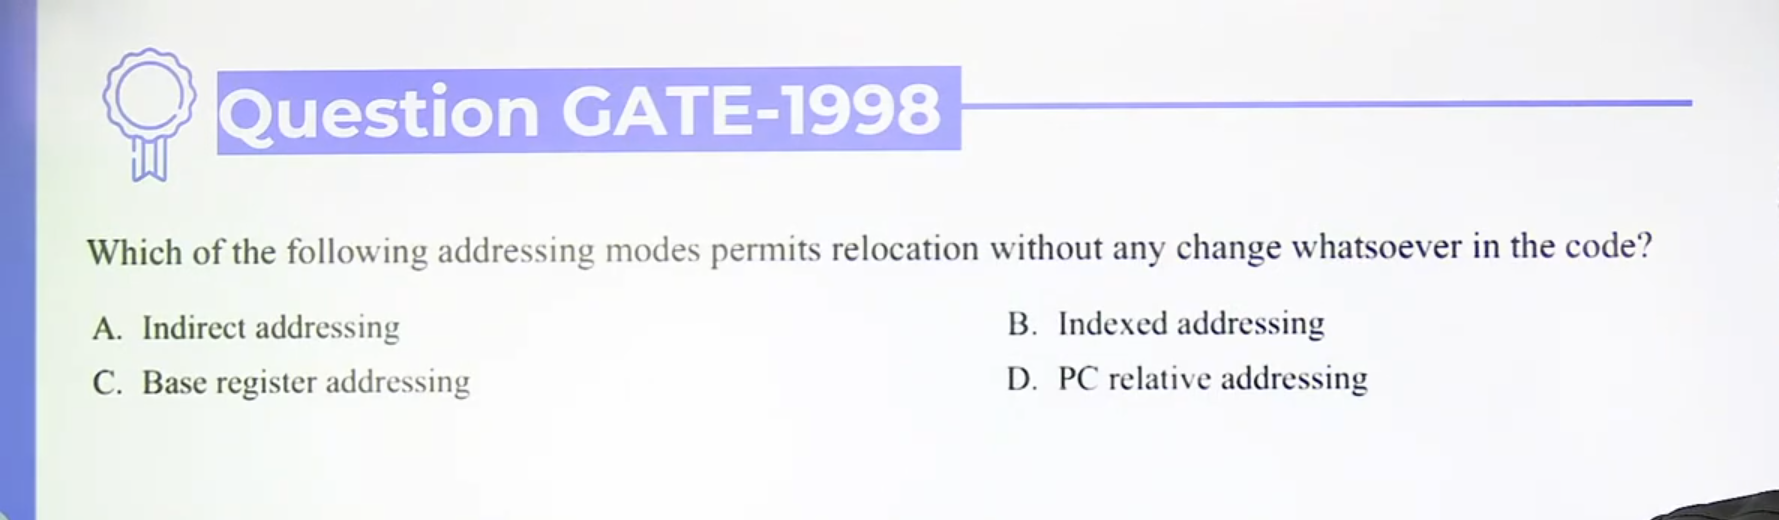 Question GATE-1998
Which of the following addressing modes permits relocation without any change whatsoever in the code?
A. Indirect addressing
B. Indexed addressing
C. Base register addressing
D. PC relative addressing